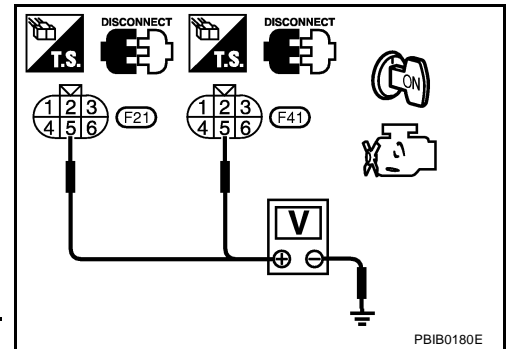 DISCONNECT DISCONNECT
T.S. T.S.
ON
1 2 3 1 2 3
4 5 6 F21 4 5 6 F41
V
+ −
PBIB0180E